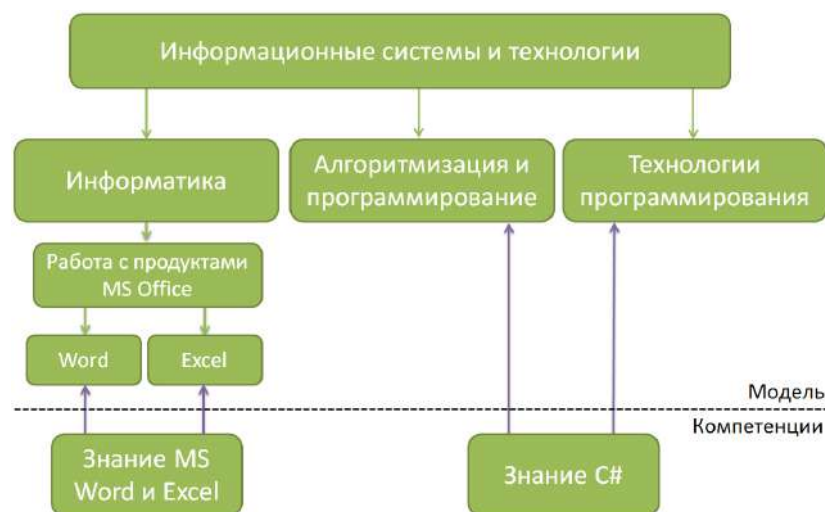 Информационные системы и технологии
Информатика
Алгоритмизация и
программирование
Технологии
программирования
Работа с продуктами
MS Office
Word
Excel
Модель
Компетенции
Знание MS
Word и Excel
Знание C#